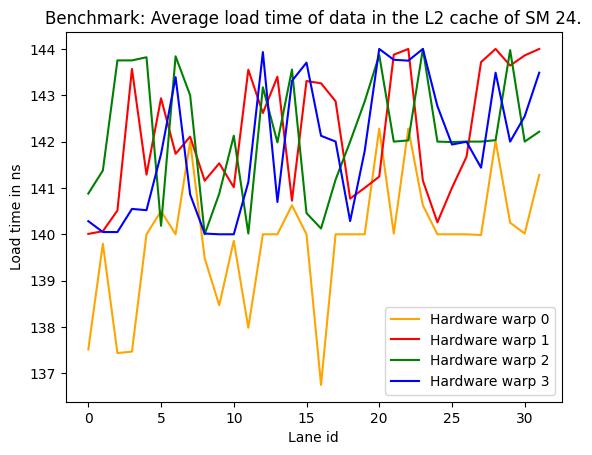 Benchmark: Average load time of data in the L2 cache of SM 24.
Load time in ns
144
143
142
141
140
139
138
137
Hardware warp 0
Hardware warp 1
Hardware warp 2
Hardware warp 3
0 5 10 15 20 25 30
Lane id